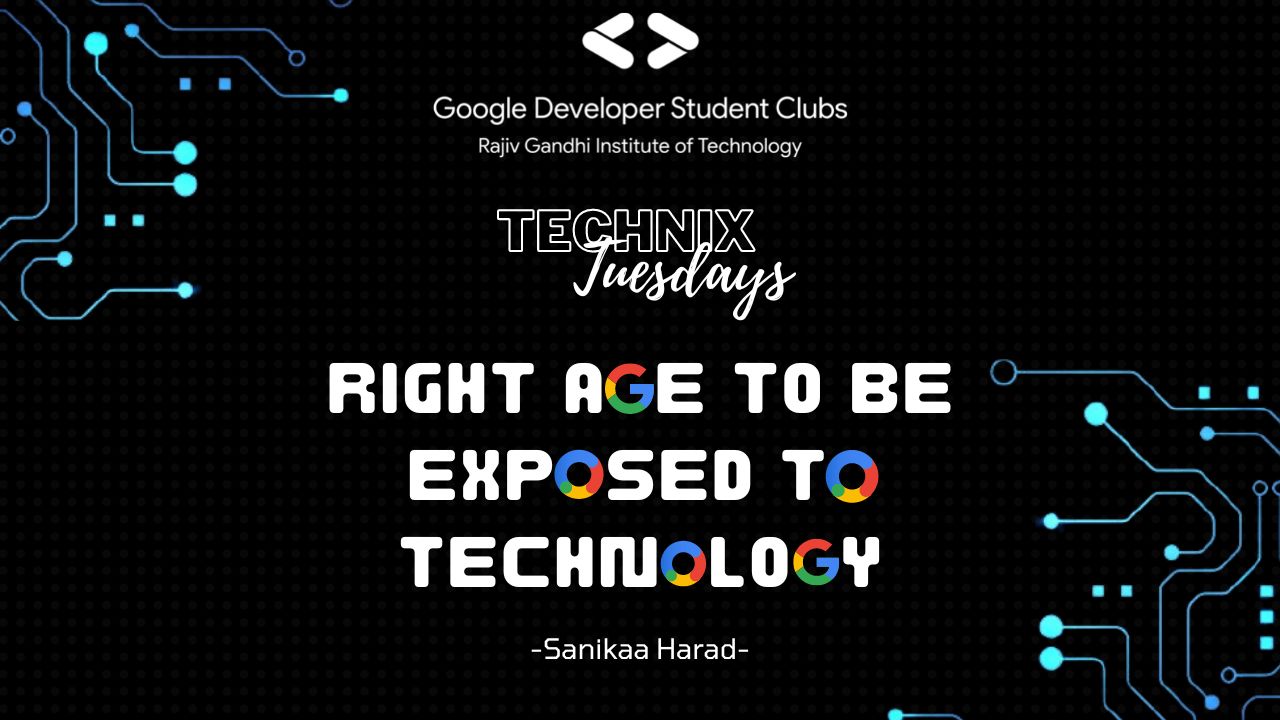 Google Developer Student Clubs
Rajiv Gandhi Institute of Technology
TECHNIX
Tuesdays
RIGHT AGE TO BE
EXPOSED TO
TECHNOLOGY
-Sanikaa Harad-